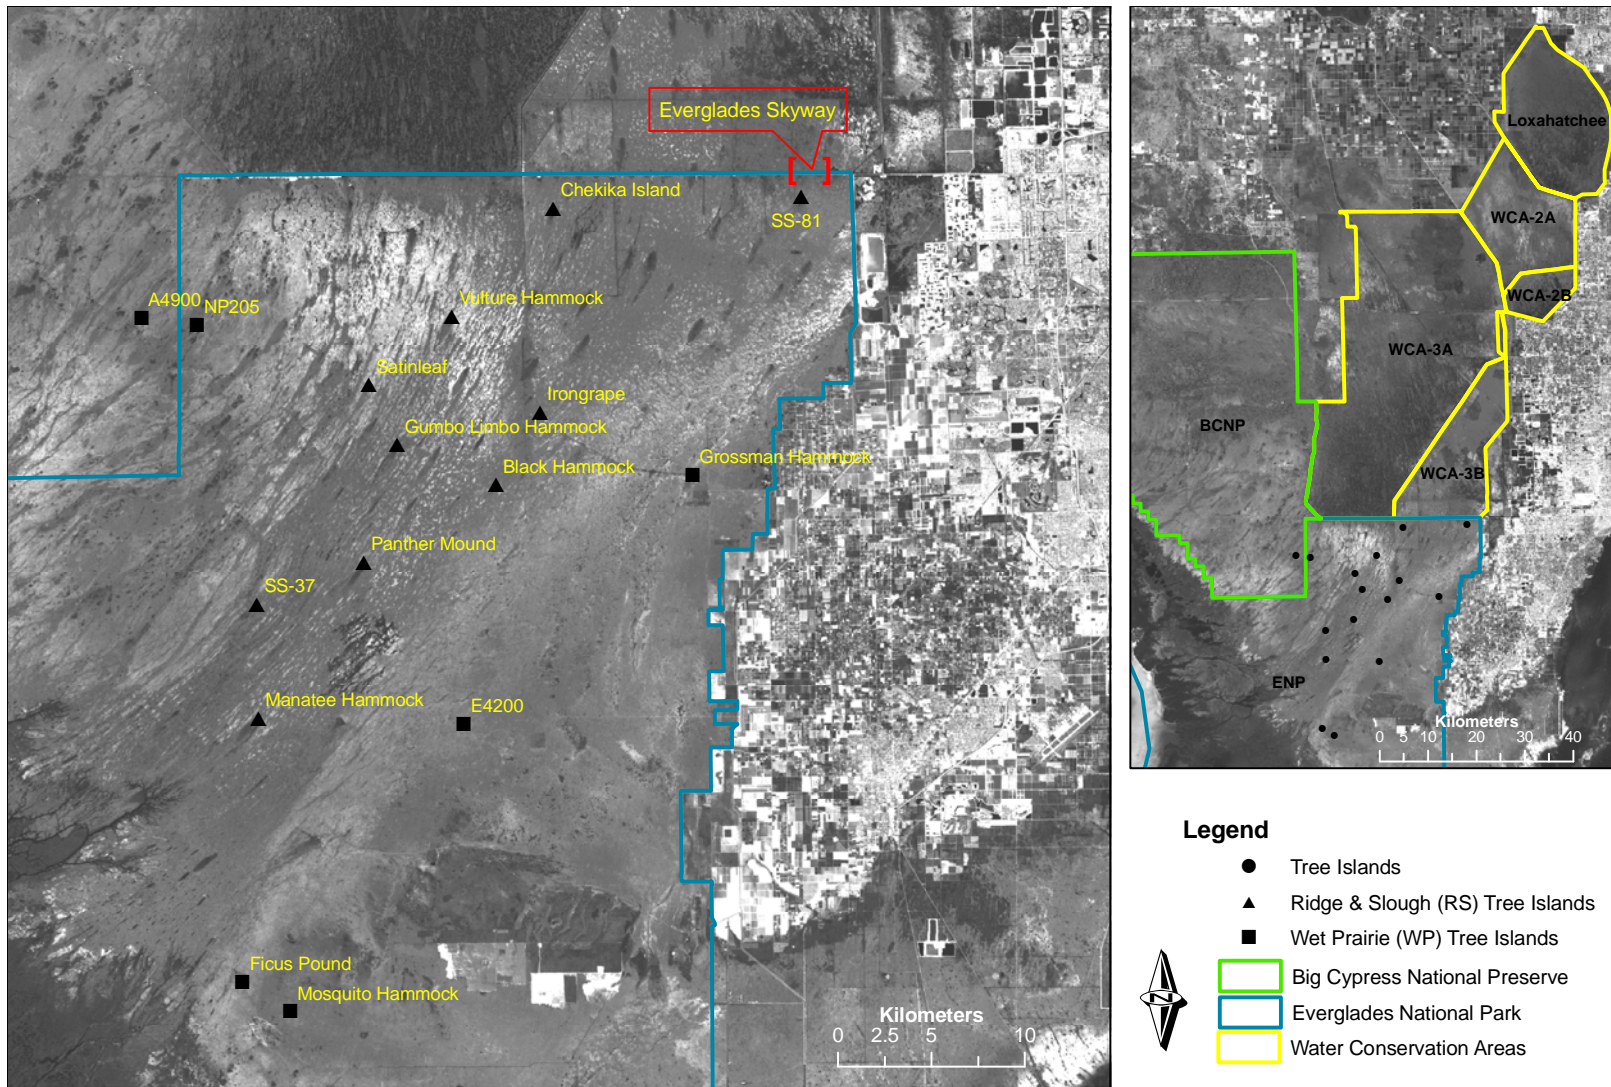 Everglades Skyway
Chekika Island
SS-81
A4900
NP205
Vulture Hammock
Satinleaf
Irongrape
Gumbo Limbo Hammock
Black Hammock
Grossman Hammock
Panther Mound
SS-37
Manatee Hammock
E4200
Ficus Pound
Mosquito Hammock
Kilometers
0 2.5 5 10
Loxahatchee
WCA-2A
WCA-2B
WCA-3A
BCNP
WCA-3B
ENP
Kilometers
0 5 10 20 30 40
Legend
Tree Islands
Ridge & Slough (RS) Tree Islands
Wet Prairie (WP) Tree Islands
Big Cypress National Preserve
N
Everglades National Park
Water Conservation Areas